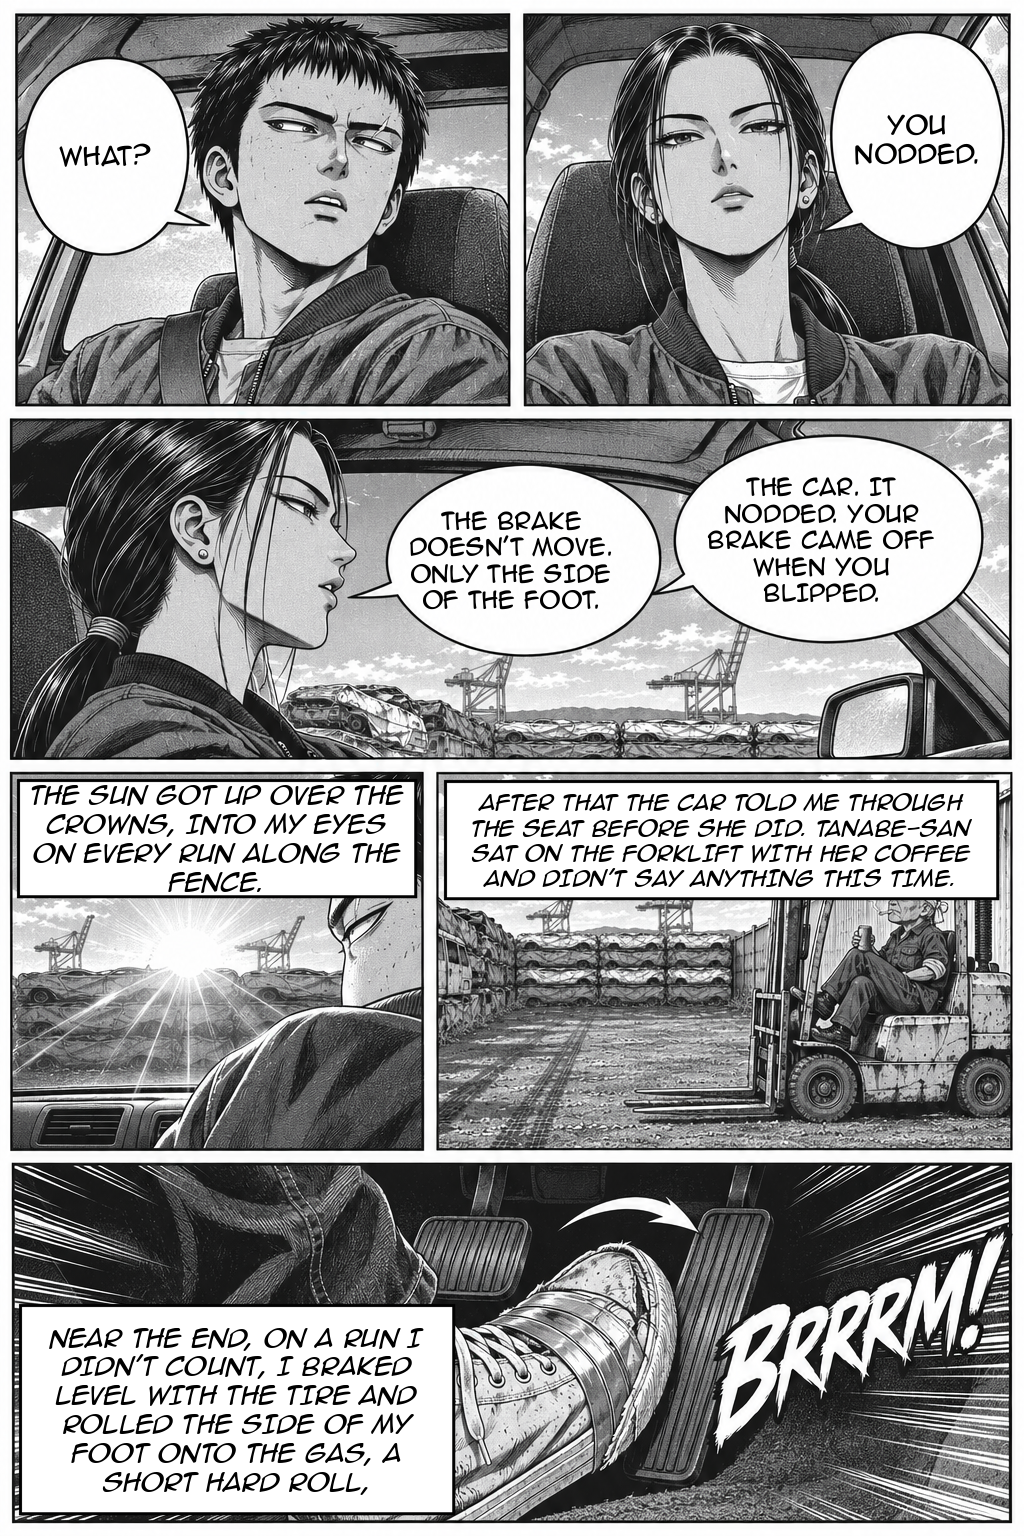 YOU
NODDED.
WHAT?
THE CAR. IT
NODDED. YOUR
BRAKE CAME OFF
WHEN YOU
BLIPPED.
THE BRAKE
DOESN'T MOVE.
ONLY THE SIDE
OF THE FOOT.
AFTER THAT THE CAR TOLD ME THROUGH
THE SEAT BEFORE SHE DID. TANABE-SAN
SAT ON THE FORKLIFT WITH HER COFFEE
AND DIDN'T SAY ANYTHING THIS TIME.
THE SUN GOT UP OVER THE
CROWNS, INTO MY EYES
ON EVERY RUN ALONG THE
FENCE.
BRRRM!
NEAR THE END, ON A RUN I
DIDN'T COUNT, I BRAKED
LEVEL WITH THE TIRE AND
ROLLED THE SIDE OF MY
FOOT ONTO THE GAS, A
SHORT HARD ROLL,